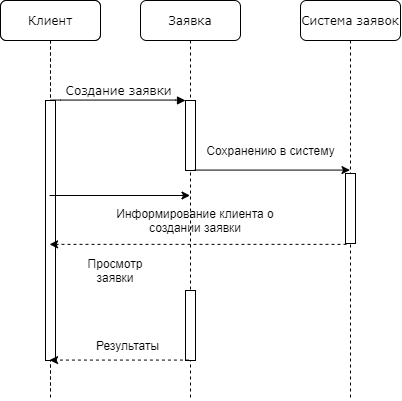 Клиент
Заявка
Система заявок
Создание заявки
Сохранению в систему
Информирование клиента о
создании заявки
Просмотр
заявки
Результаты